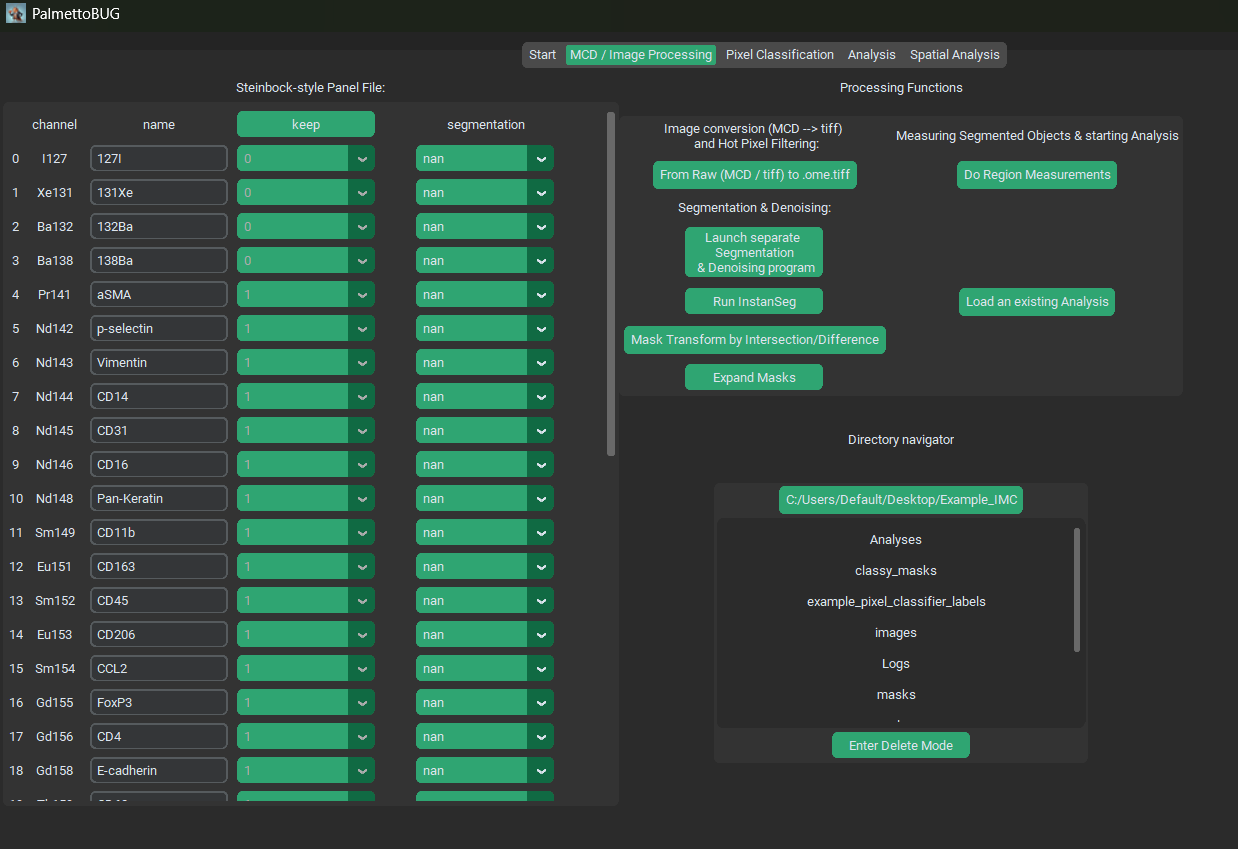 PalmettoBUG
Start MCD / Image Processing Pixel Classification Analysis Spatial Analysis
Steinbock-style Panel File:
channel name keep segmentation
0 I127 127I 0 nan
1 Xe131 131Xe 0 nan
2 Ba132 132Ba 0 nan
3 Ba138 138Ba 0 nan
4 Pr141 aSMA 1 nan
5 Nd142 p-selectin 1 nan
6 Nd143 Vimentin 1 nan
7 Nd144 CD14 1 nan
8 Nd145 CD31 1 nan
9 Nd146 CD16 1 nan
10 Nd148 Pan-Keratin 1 nan
11 Sm149 CD11b 1 nan
12 Eu151 CD163 1 nan
13 Sm152 CD45 1 nan
14 Eu153 CD206 1 nan
15 Sm154 CCL2 1 nan
16 Gd155 FoxP3 1 nan
17 Gd156 CD4 1 nan
18 Gd158 E-cadherin 1 nan
Processing Functions
Image conversion (MCD --> tiff)
and Hot Pixel Filtering:
From Raw (MCD / tiff) to .ome.tiff
Segmentation & Denoising:
Launch separate
Segmentation
& Denoising program
Run InstanSeg
Mask Transform by Intersection/Difference
Expand Masks
Measuring Segmented Objects & starting Analysis
Do Region Measurements
Load an existing Analysis
Directory navigator
C:/Users/Default/Desktop/Example_IMC
Analyses
classy_masks
example_pixel_classifier_labels
images
Logs
masks
Enter Delete Mode